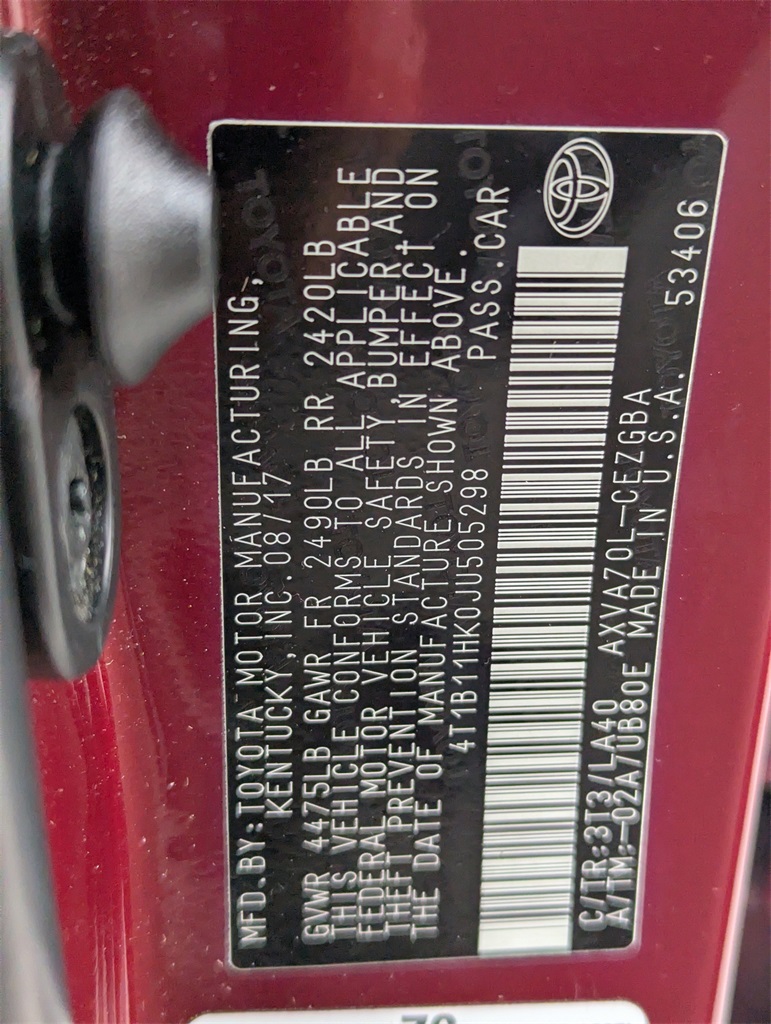 MFD.BY:TOYOTA MOTOR MANUFACTURING,
KENTUCKY,INC.08/17
GVWR 4475LB GAWR FR 2490LB RR 2420LB
THIS VEHICLE CONFORMS TO ALL APPLICABLE
FEDERAL MOTOR VEHICLE SAFETY,BUMPER,AND
THEFT PREVENTION STANDARDS IN EFFECT ON
THE DATE OF MANUFACTURE SHOWN ABOVE.
4T1B11HK0JU505298 PASS.CAR
C/TR:3T3/LA40 AXVA70L-CEZGBA
A/TM:-02A/UB80E MADE IN U.S.A. 53406